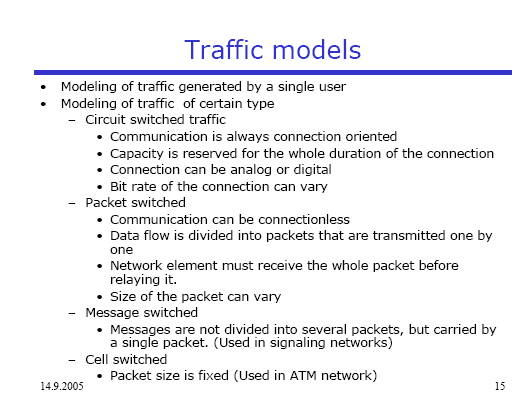 Traffic models
• Modeling of traffic generated by a single user
• Modeling of traffic of certain type
– Circuit switched traffic
• Communication is always connection oriented
• Capacity is reserved for the whole duration of the connection
• Connection can be analog or digital
• Bit rate of the connection can vary
– Packet switched
• Communication can be connectionless
• Data flow is divided into packets that are transmitted one by
one
• Network element must receive the whole packet before
relaying it.
• Size of the packet can vary
– Message switched
• Messages are not divided into several packets, but carried by
a single packet. (Used in signaling networks)
– Cell switched
• Packet size is fixed (Used in ATM network)
14.9.2005
15